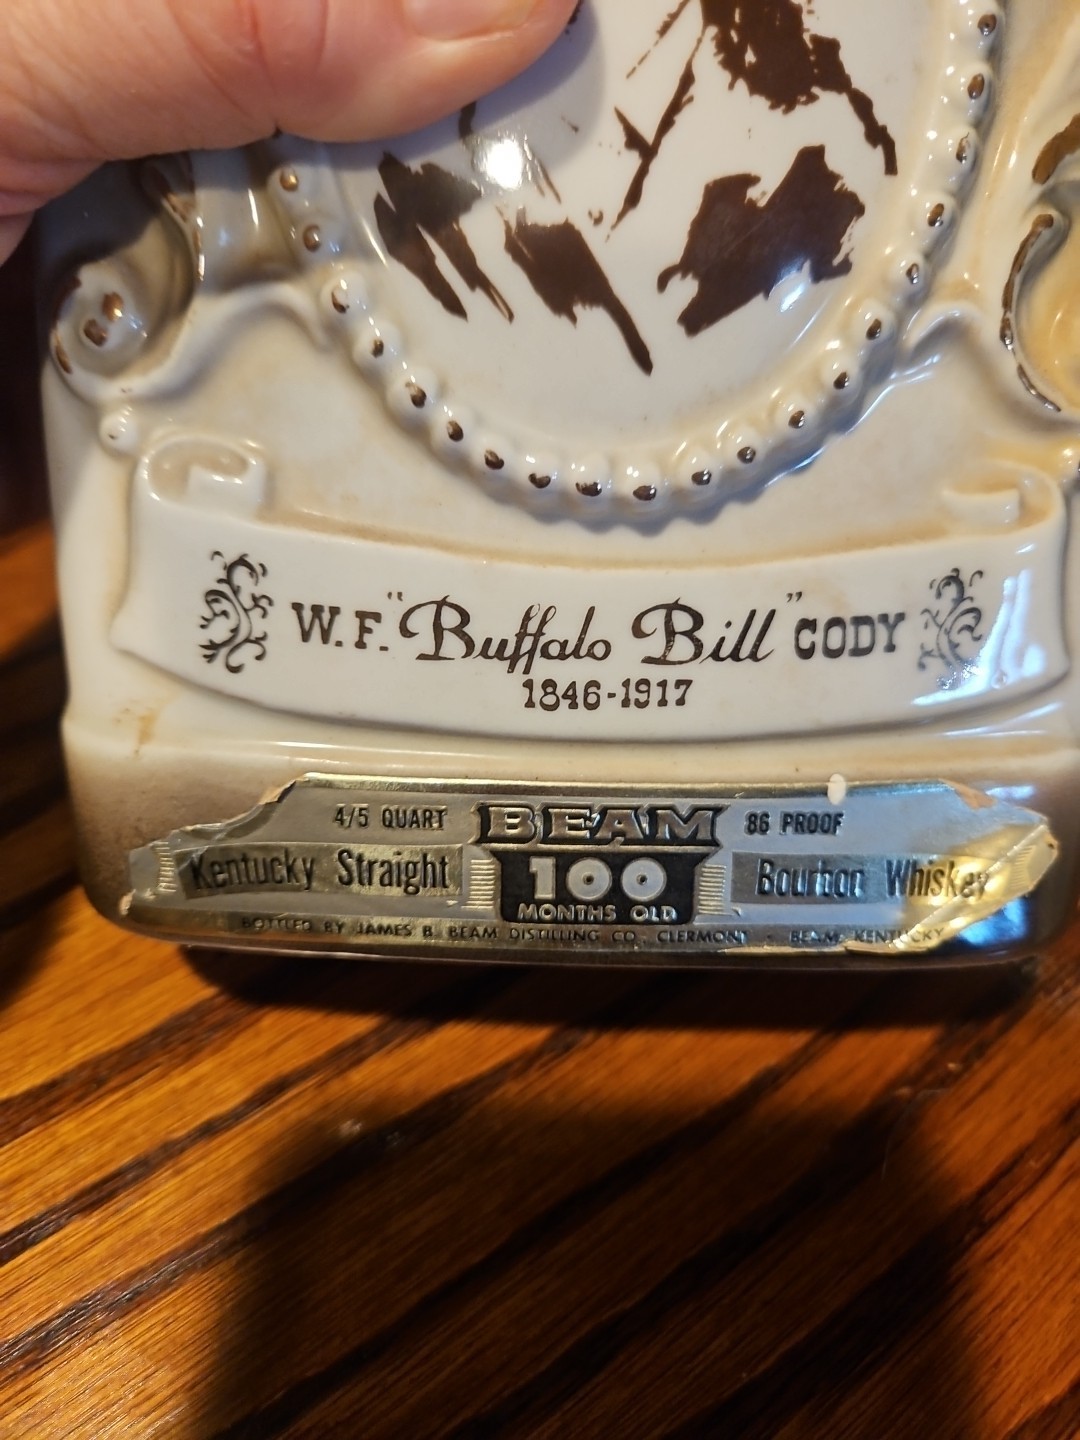 W.F. "Buffalo Bill" CODY
1846-1917
4/5 QUART BEAM 86 PROOF
Kentucky Straight 100 Bourbon Whiskey
MONTHS OLD
BOTTLED BY JAMES B. BEAM DISTILLING CO. CLERMONT - BEAM, KENTUCKY